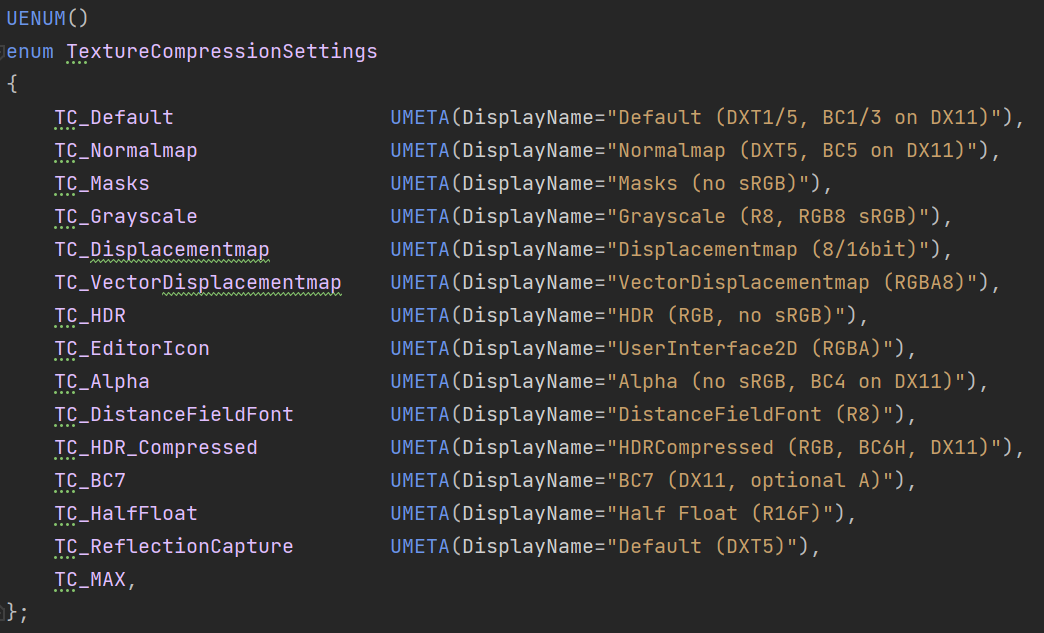 UENUM()
enum TextureCompressionSettings
{
    TC_Default                  UMETA(DisplayName="Default (DXT1/5, BC1/3 on DX11)"),
    TC_Normalmap                UMETA(DisplayName="Normalmap (DXT5, BC5 on DX11)"),
    TC_Masks                    UMETA(DisplayName="Masks (no sRGB)"),
    TC_Grayscale                UMETA(DisplayName="Grayscale (R8, RGB8 sRGB)"),
    TC_Displacementmap          UMETA(DisplayName="Displacementmap (8/16bit)"),
    TC_VectorDisplacementmap    UMETA(DisplayName="VectorDisplacementmap (RGBA8)"),
    TC_HDR                      UMETA(DisplayName="HDR (RGB, no sRGB)"),
    TC_EditorIcon               UMETA(DisplayName="UserInterface2D (RGBA)"),
    TC_Alpha                    UMETA(DisplayName="Alpha (no sRGB, BC4 on DX11)"),
    TC_DistanceFieldFont        UMETA(DisplayName="DistanceFieldFont (R8)"),
    TC_HDR_Compressed           UMETA(DisplayName="HDRCompressed (RGB, BC6H, DX11)"),
    TC_BC7                      UMETA(DisplayName="BC7 (DX11, optional A)"),
    TC_HalfFloat                UMETA(DisplayName="Half Float (R16F)"),
    TC_ReflectionCapture        UMETA(DisplayName="Default (DXT5)"),
    TC_MAX,
};